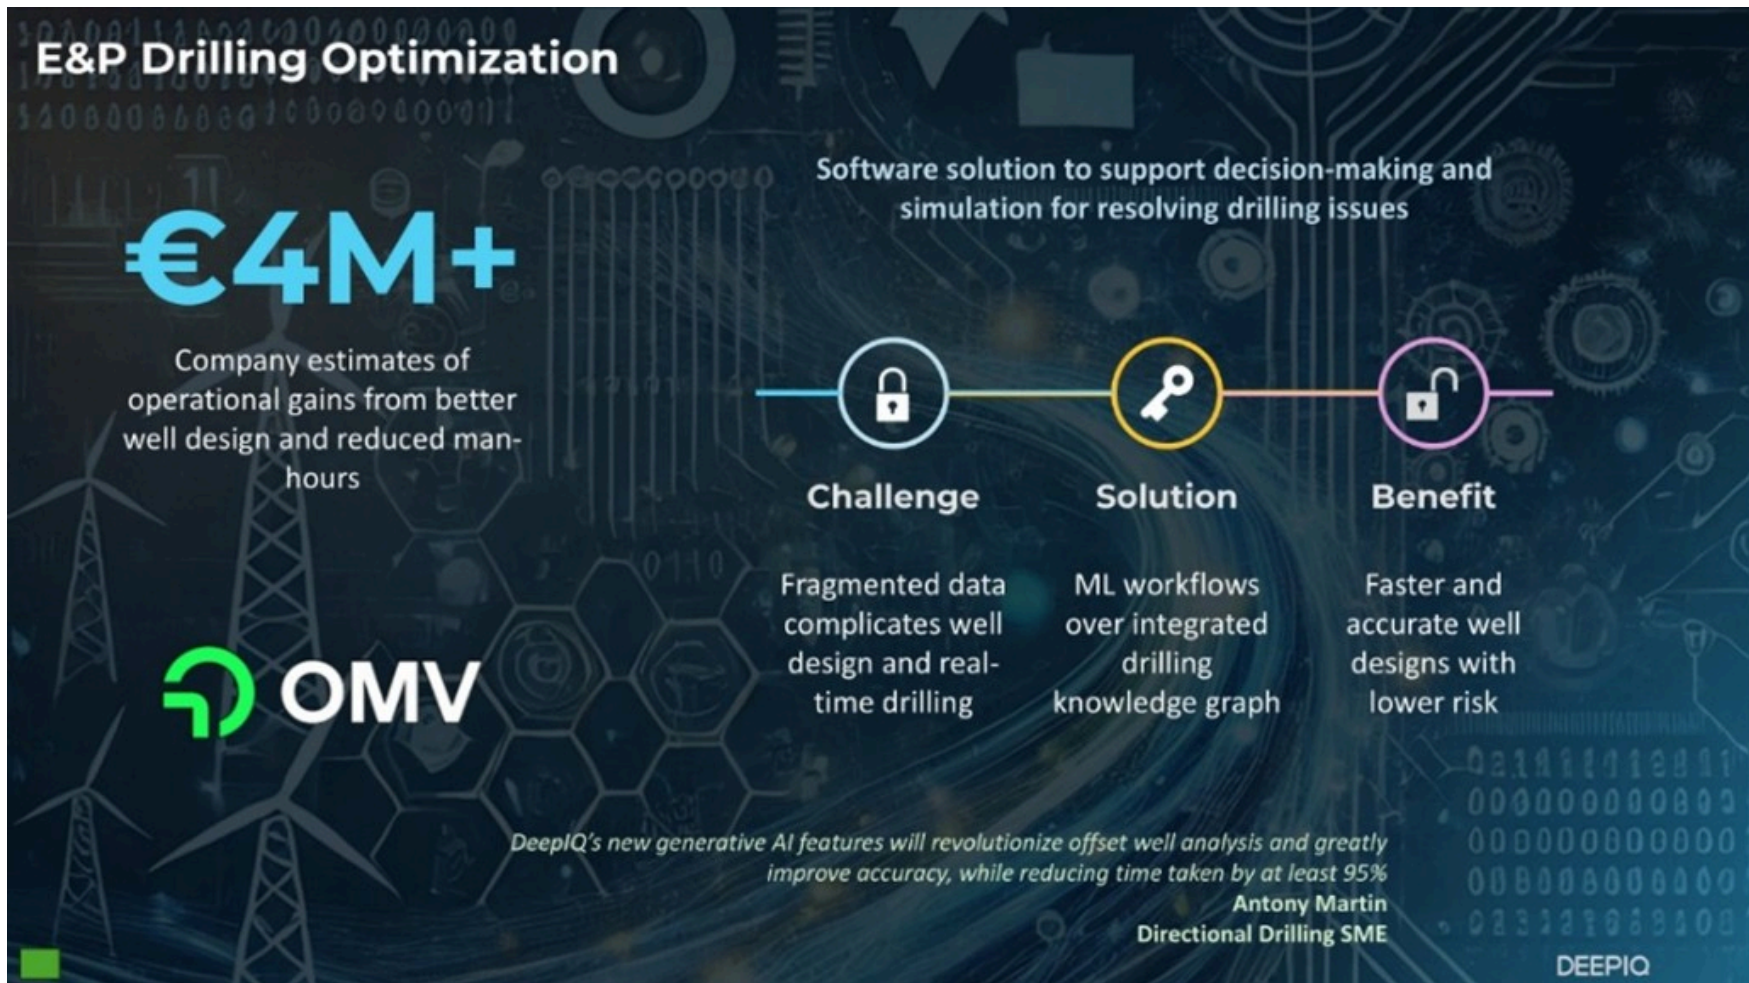 E&P Drilling Optimization
€4M+
Company estimates of
operational gains from better
well design and reduced man-
hours
OMV
Software solution to support decision-making and
simulation for resolving drilling issues
Challenge
Fragmented data
complicates well
design and real-
time drilling
Solution
ML workflows
over integrated
drilling
knowledge graph
Benefit
Faster and
accurate well
designs with
lower risk
DeepIQ's new generative AI features will revolutionize offset well analysis and greatly
improve accuracy, while reducing time taken by at least 95%
Antony Martin
Directional Drilling SME
DEEPIQ